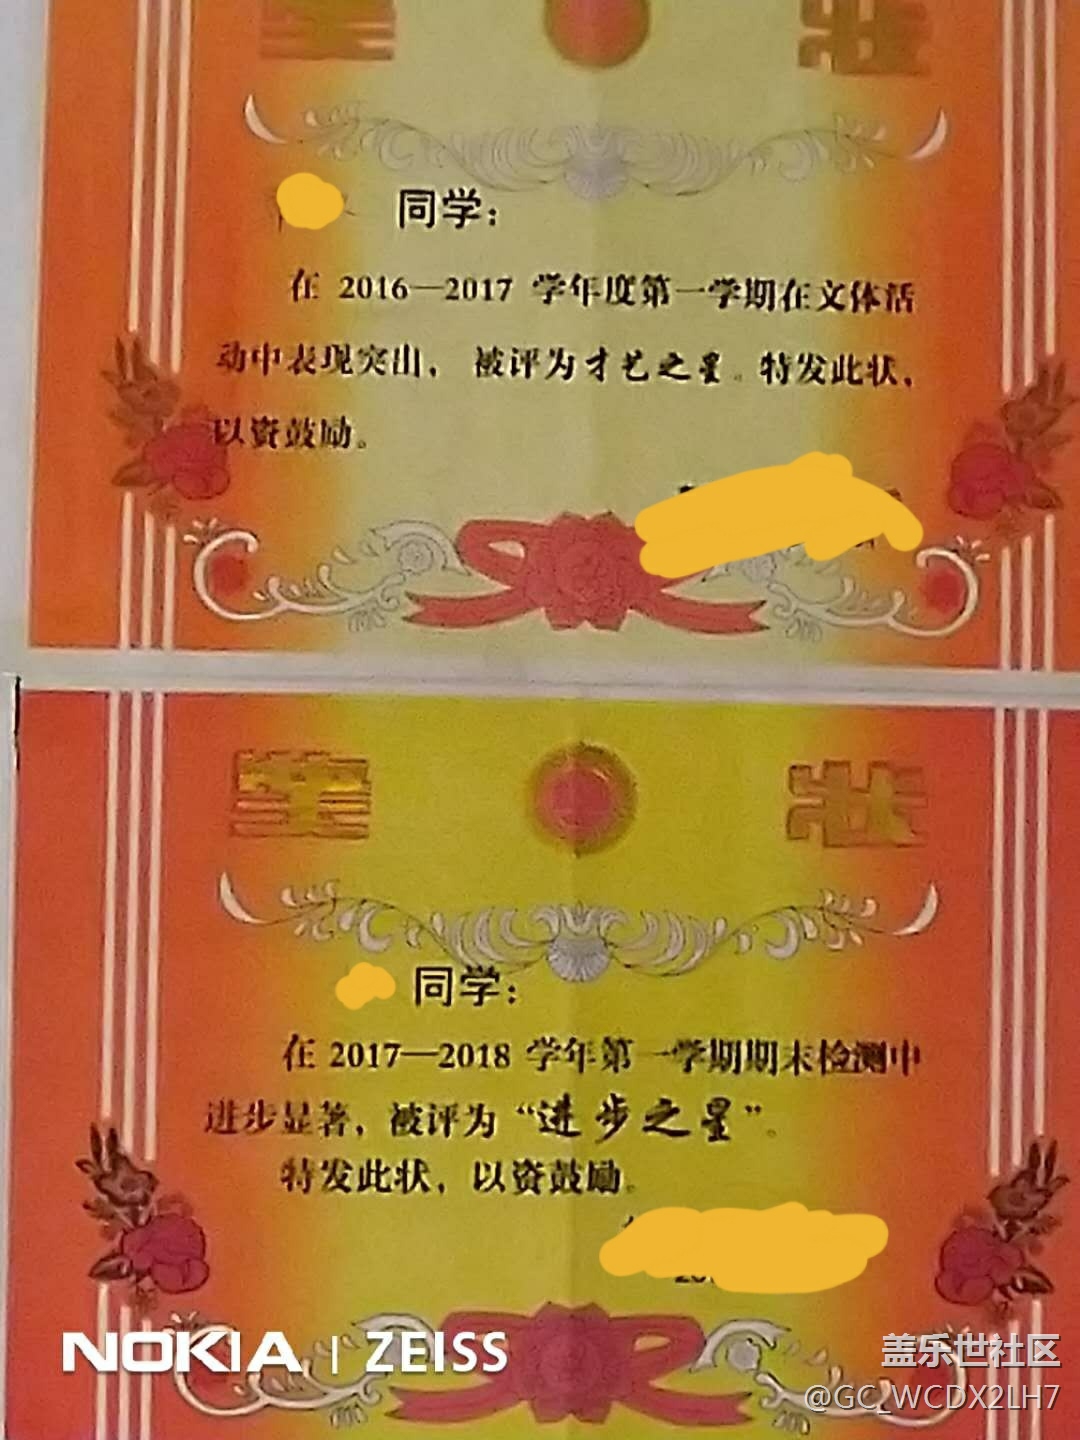 奖 状
同学：
在 2016—2017 学年度第一学期在文体活
动中表现突出，被评为才艺之星。特发此状，
以资鼓励。
奖 状
同学：
在 2017—2018 学年第一学期期末检测中
进步显著，被评为“进步之星”。
特发此状，以资鼓励。
NOKIA | ZEISS
盖乐世社区
@GC_WCDX2LH7